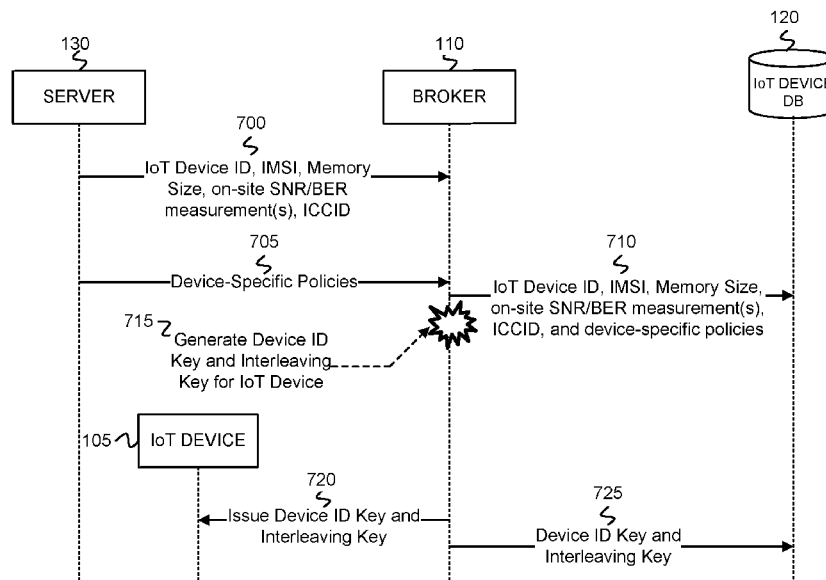 130
110
120
SERVER
BROKER
IoT DEVICE
DB
700
IoT Device ID, IMSI, Memory
Size, on-site SNR/BER
measurement(s), ICCID
705
Device-Specific Policies
710
IoT Device ID, IMSI, Memory Size,
on-site SNR/BER measurement(s),
ICCID, and device-specific policies
715
Generate Device ID
Key and Interleaving
Key for IoT Device
105
IoT DEVICE
720
Issue Device ID Key and
Interleaving Key
725
Device ID Key and
Interleaving Key